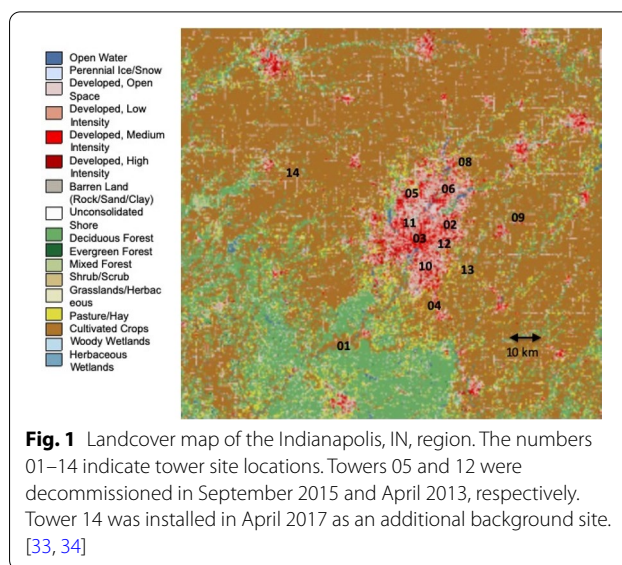 Open Water
Perennial Ice/Snow
Developed, Open
Space
Developed, Low
Intensity
Developed, Medium
Intensity
Developed, High
Intensity
Barren Land
(Rock/Sand/Clay)
Unconsolidated
Shore
Deciduous Forest
Evergreen Forest
Mixed Forest
Shrub/Scrub
Grasslands/Herbac
eous
Pasture/Hay
Cultivated Crops
Woody Wetlands
Herbaceous
Wetlands
08
14
06
05
09
11
02
03
12
10
13
04
01
10 km
Fig. 1 Landcover map of the Indianapolis, IN, region. The numbers
01–14 indicate tower site locations. Towers 05 and 12 were
decommissioned in September 2015 and April 2013, respectively.
Tower 14 was installed in April 2017 as an additional background site.
[33, 34]